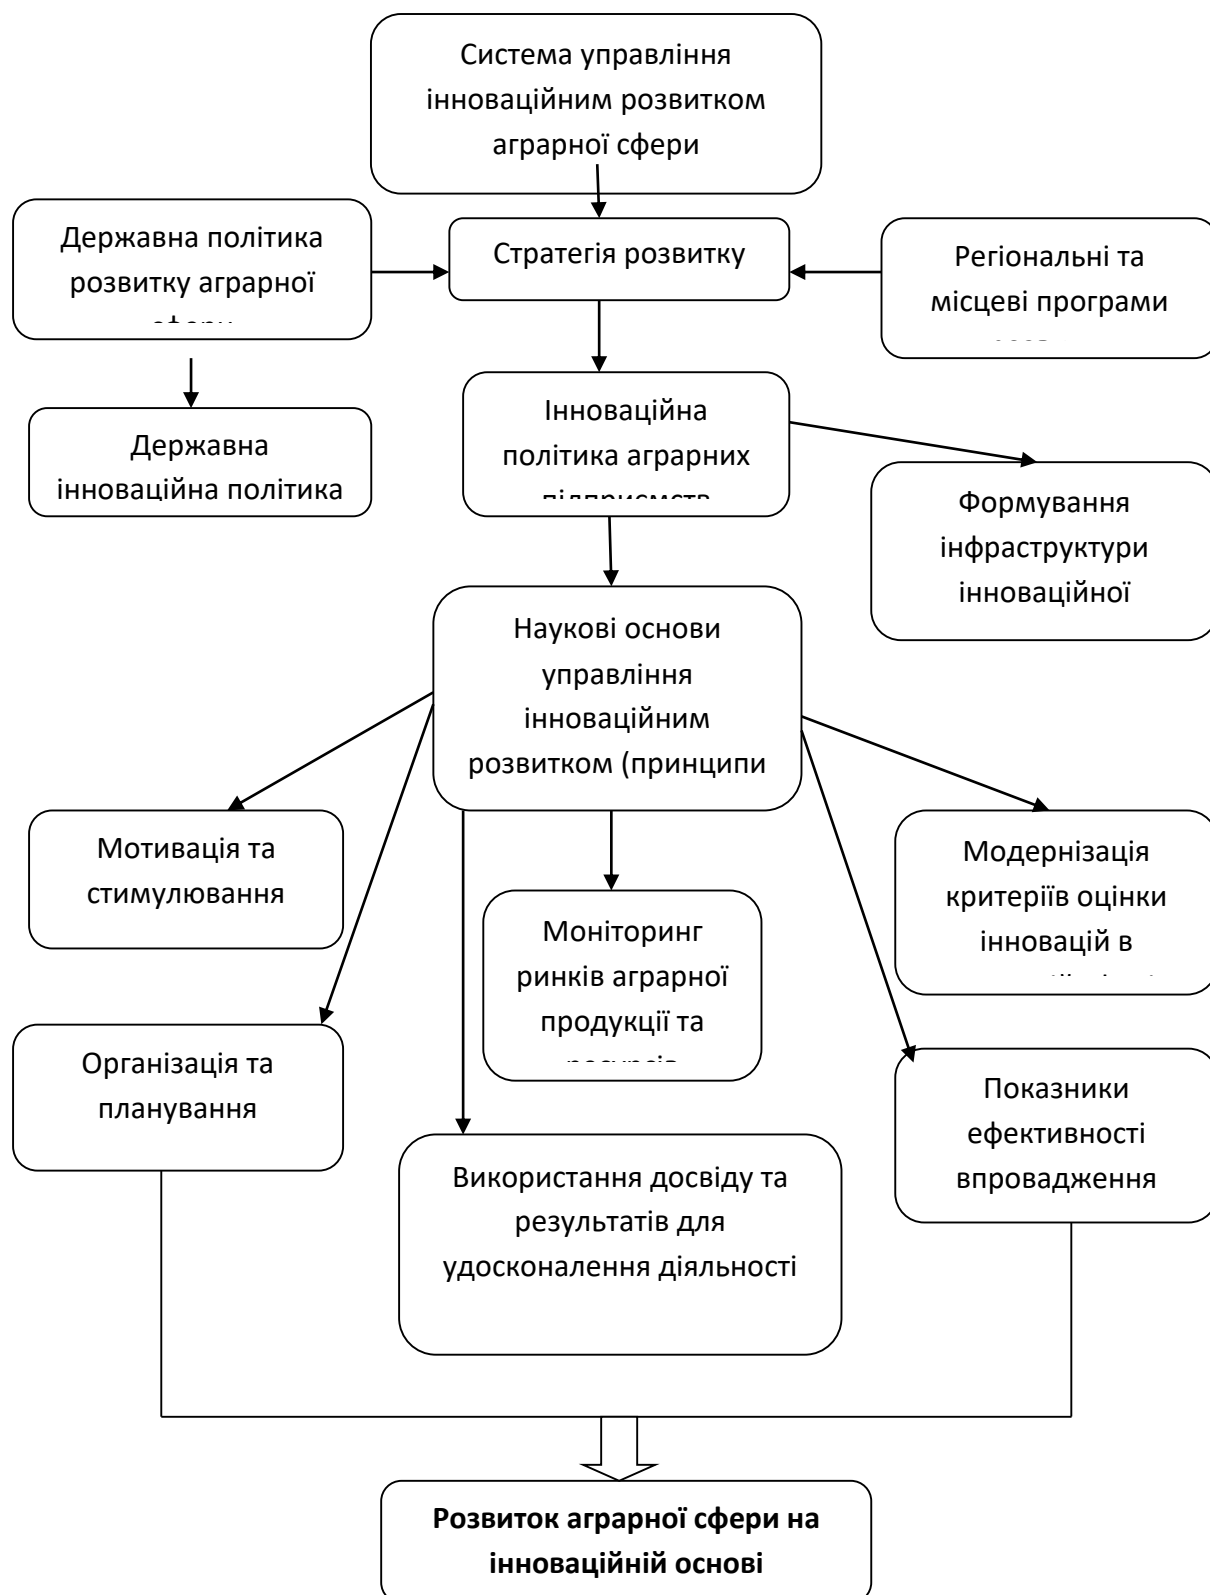 Система управління
інноваційним розвитком
аграрної сфери
Державна політика
розвитку аграрної
сфери
Стратегія розвитку
Регіональні та
місцеві програми
Державна
інноваційна політика
Інноваційна
політика аграрних
підприємств
Формування
інфраструктури
інноваційної
Наукові основи
управління
інноваційним
розвитком (принципи
Мотивація та
стимулювання
Моніторинг
ринків аграрної
продукції та
ресурсів
Модернізація
критеріїв оцінки
інновацій в
Організація та
планування
Використання досвіду та
результатів для
удосконалення діяльності
Показники
ефективності
впровадження
Розвиток аграрної сфери на
інноваційній основі